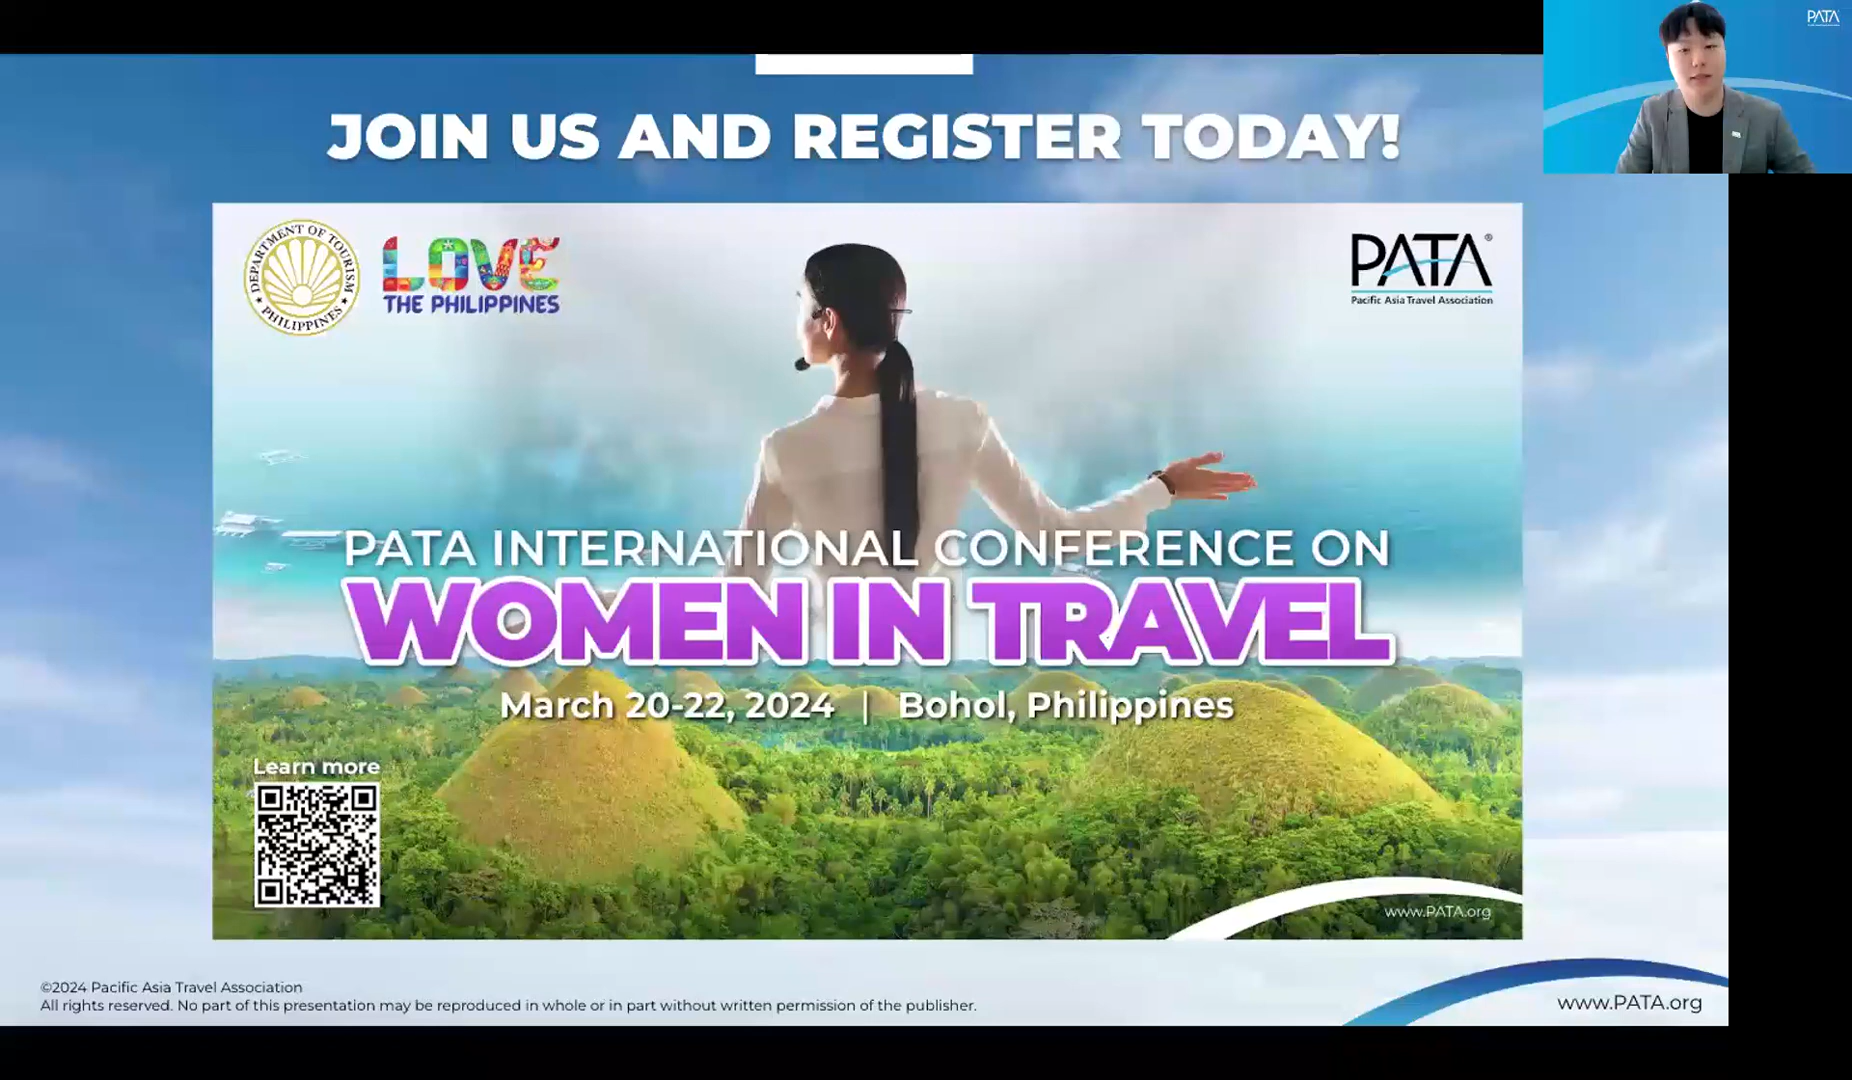 PATA
JOIN US AND REGISTER TODAY!
DEPARTMENT OF TOURISM
PHILIPPINES
LOVE
THE PHILIPPINES
PATA®
Pacific Asia Travel Association
PATA INTERNATIONAL CONFERENCE ON
WOMEN IN TRAVEL
March 20-22, 2024 | Bohol, Philippines
Learn more
www.PATA.org
©2024 Pacific Asia Travel Association
All rights reserved. No part of this presentation may be reproduced in whole or in part without written permission of the publisher.
www.PATA.org